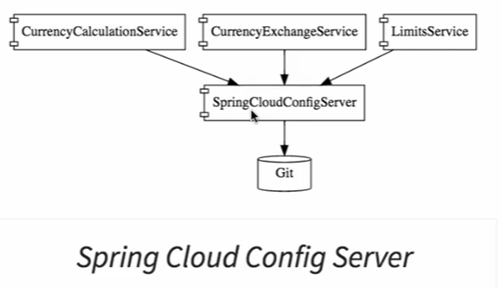 CurrencyCalculationService
CurrencyExchangeService
LimitsService
SpringCloudConfigServer
Git
Spring Cloud Config Server